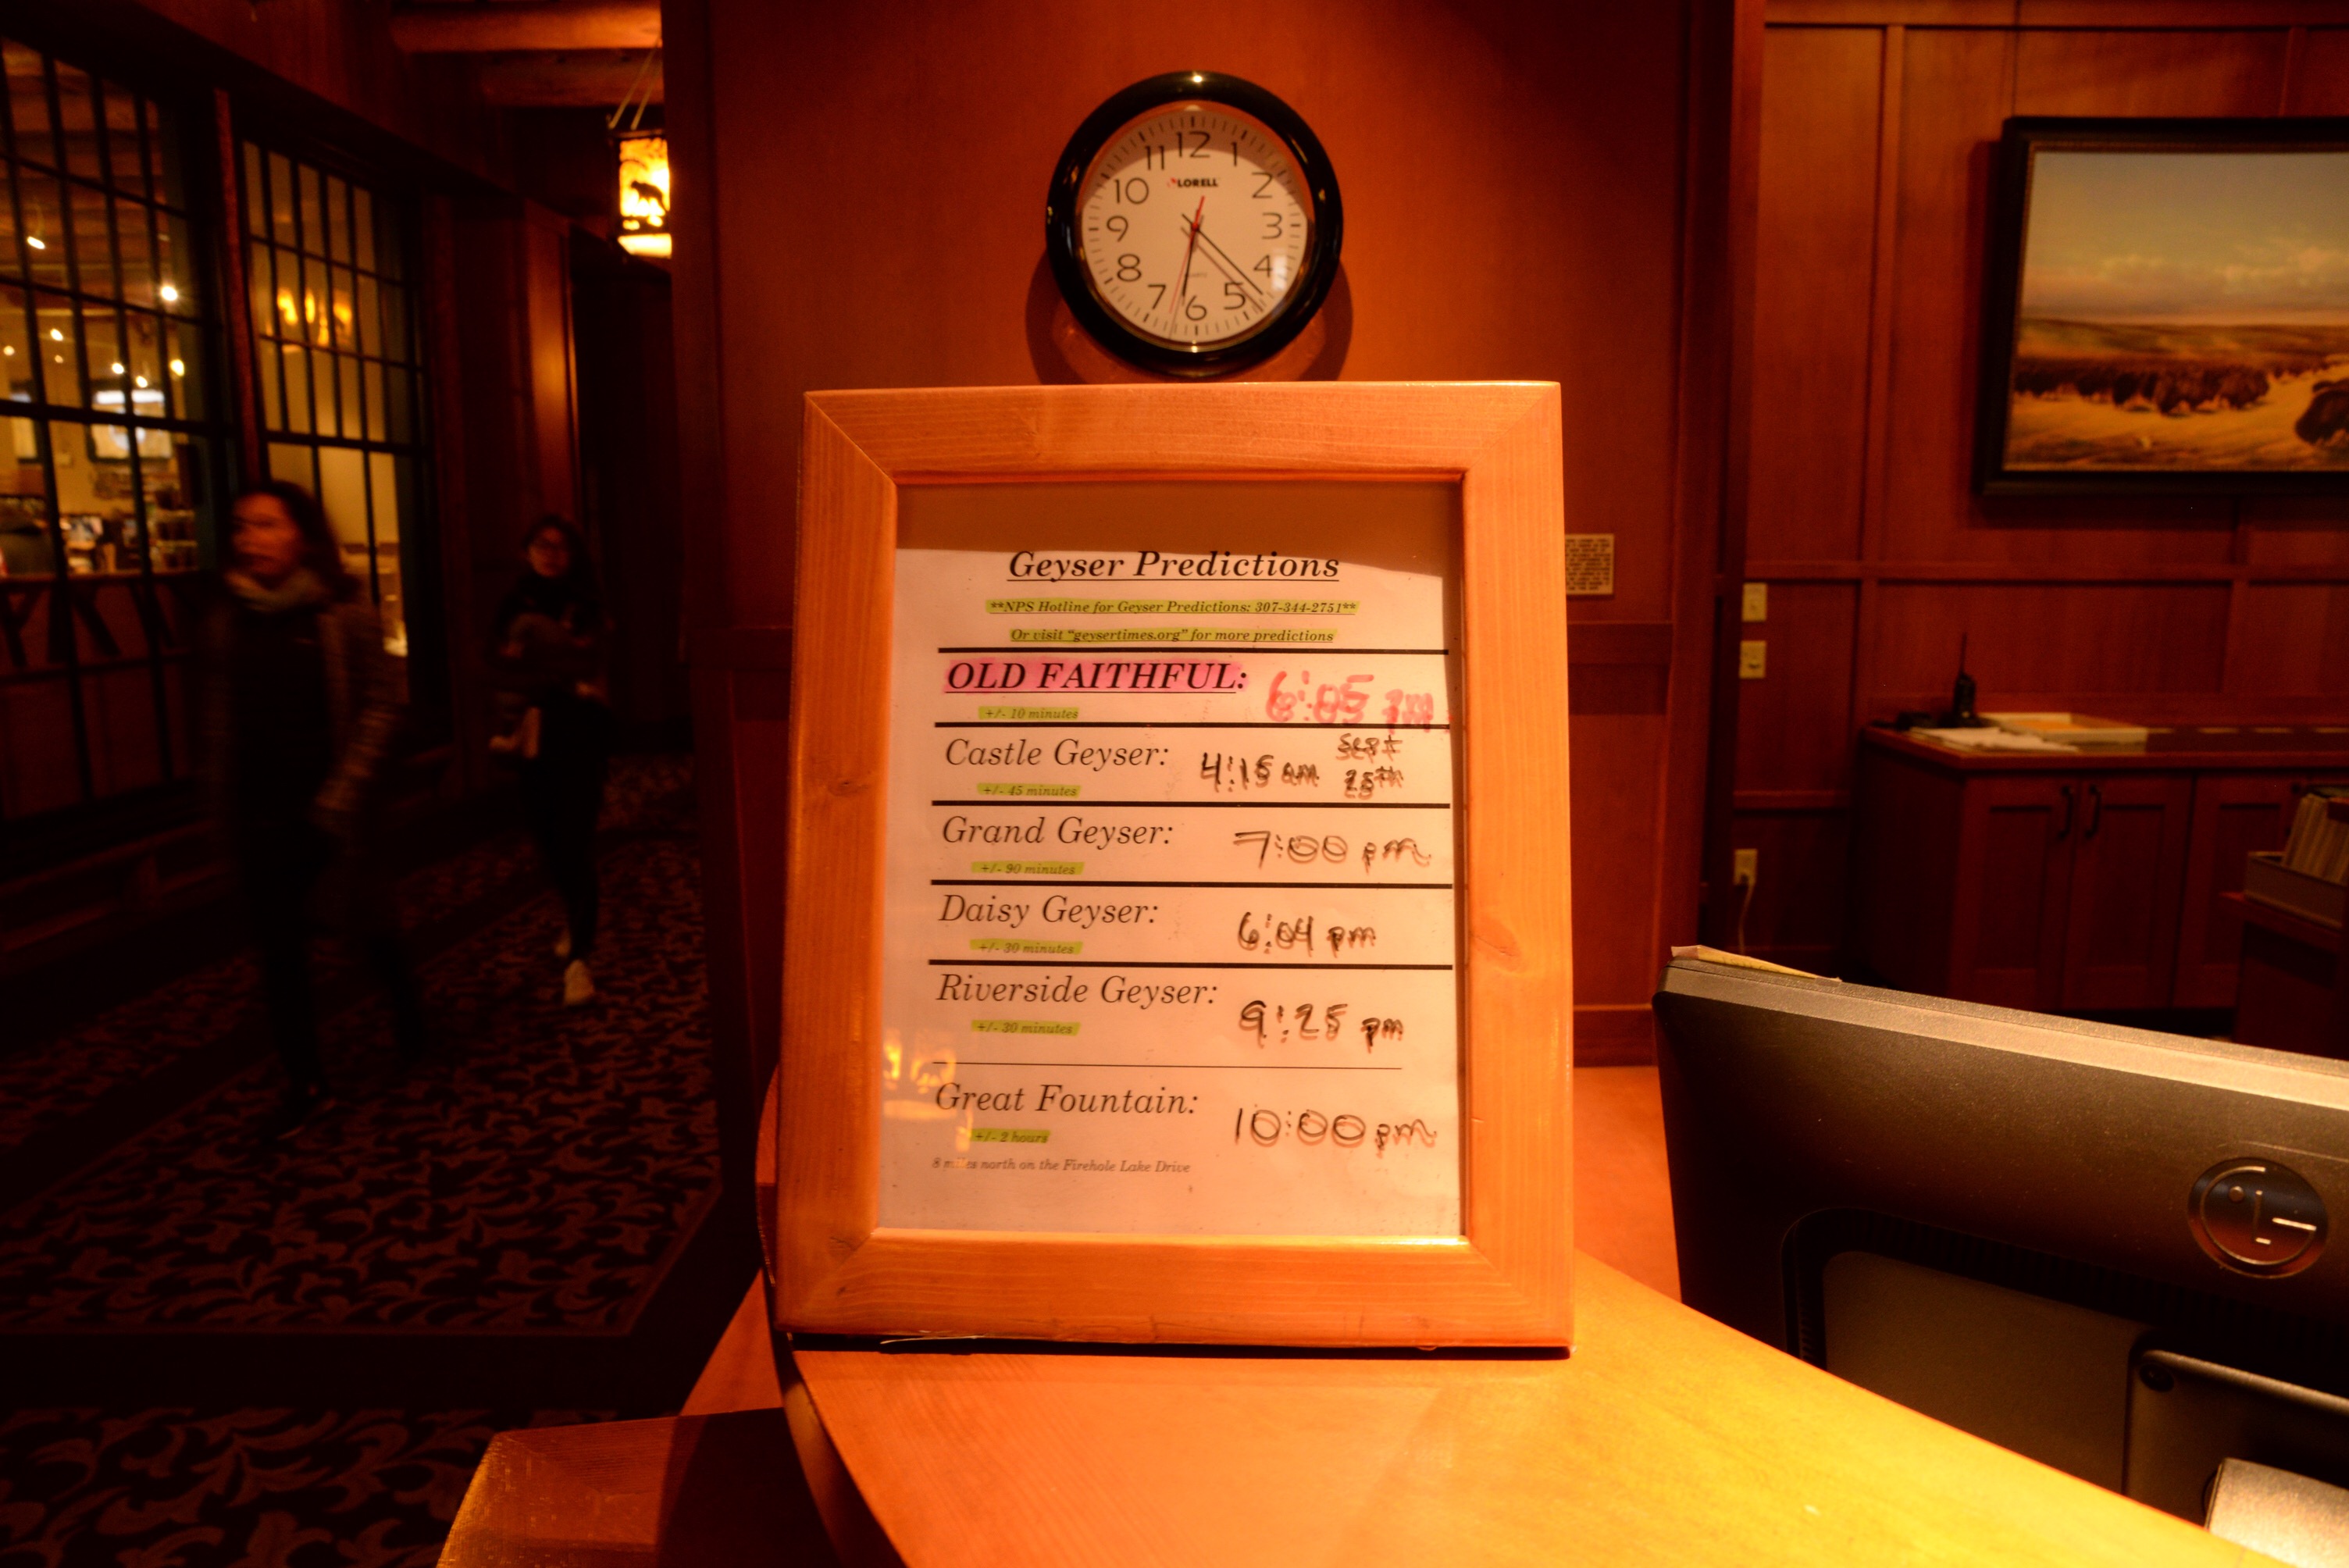 12
11 1
LORELL
10 2
9 3
8 4
QUARTZ
7 5
6
Geyser Predictions
**NPS Hotline for Geyser Predictions: 307-344-2751**
Or visit "geysertimes.org" for more predictions
OLD FAITHFUL: 6:05 pm
+/- 10 minutes
Castle Geyser: 4:15 am Sept 25th
+/- 45 minutes
Grand Geyser: 7:00 pm
+/- 90 minutes
Daisy Geyser: 6:04 pm
+/- 30 minutes
Riverside Geyser: 9:25 pm
+/- 30 minutes
Great Fountain: 10:00 pm
+/- 2 hours
8 miles north on the Firehole Lake Drive